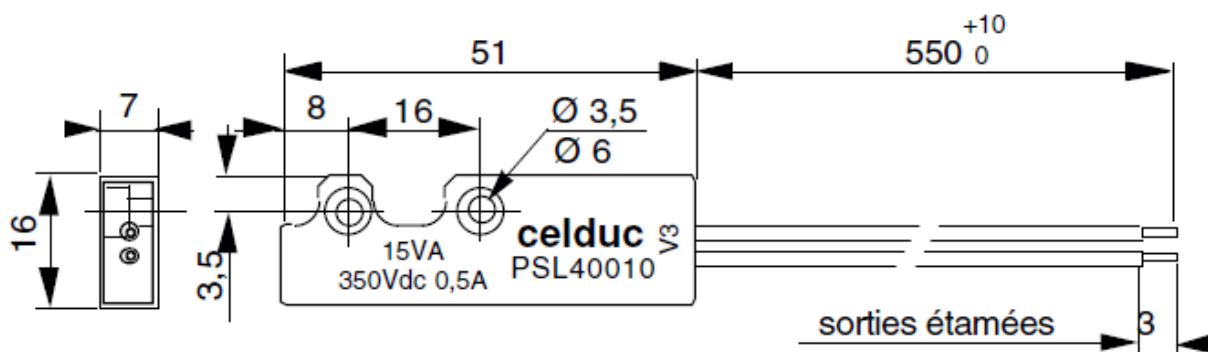 +10
51
550 0
7
8
16
Ø 3,5
Ø 6
16
3,5
celduc
V3
15VA
PSL40010
350Vdc 0,5A
sorties étamées
3